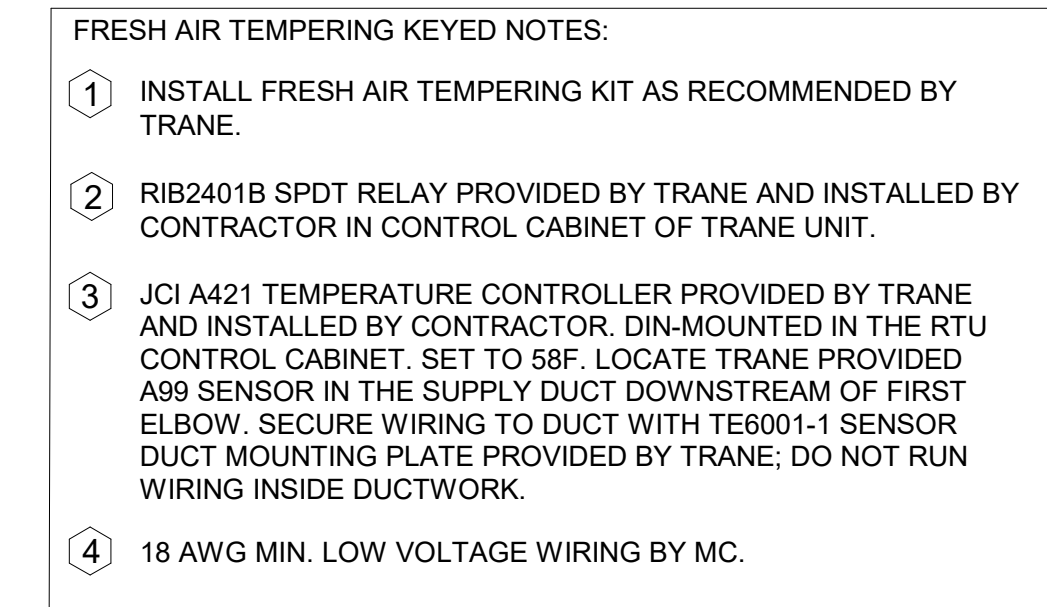 FRESH AIR TEMPERING KEYED NOTES:
1 INSTALL FRESH AIR TEMPERING KIT AS RECOMMENDED BY
TRANE.
2 RIB2401B SPDT RELAY PROVIDED BY TRANE AND INSTALLED BY
CONTRACTOR IN CONTROL CABINET OF TRANE UNIT.
3 JCI A421 TEMPERATURE CONTROLLER PROVIDED BY TRANE
AND INSTALLED BY CONTRACTOR. DIN-MOUNTED IN THE RTU
CONTROL CABINET. SET TO 58F. LOCATE TRANE PROVIDED
A99 SENSOR IN THE SUPPLY DUCT DOWNSTREAM OF FIRST
ELBOW. SECURE WIRING TO DUCT WITH TE6001-1 SENSOR
DUCT MOUNTING PLATE PROVIDED BY TRANE; DO NOT RUN
WIRING INSIDE DUCTWORK.
4 18 AWG MIN. LOW VOLTAGE WIRING BY MC.